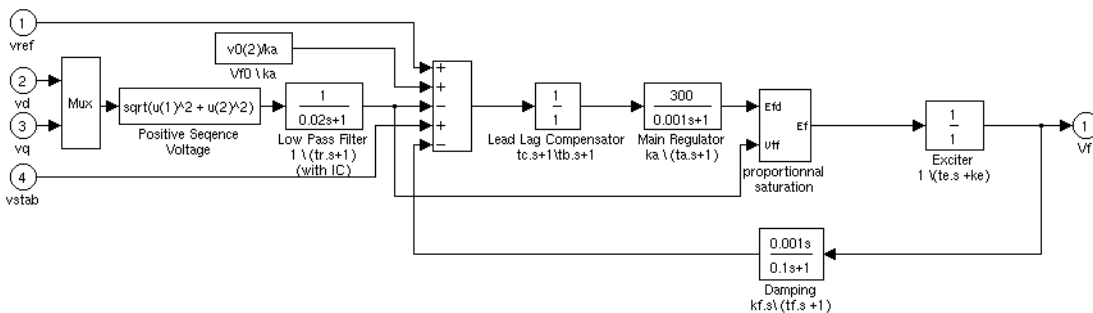 1
vref
v0(2)/ka
Vf0 \ ka
2
vd
Mux
sqrt(u(1)^2 + u(2)^2)
Positive Seqence
Voltage
3
vq
1
0.02s+1
Low Pass Filter
1 \ (tr.s+1)
(with IC)
4
vstab
+
+
−
+
−
1
1
Lead Lag Compensator
tc.s+1\tb.s+1
300
0.001s+1
Main Regulator
ka \ (ta.s+1)
Efd
Ef
Vtf
proportionnal
saturation
1
1
Exciter
1 \(te.s +ke)
1
Vf
0.001s
0.1s+1
Damping
kf.s\ (tf.s +1)